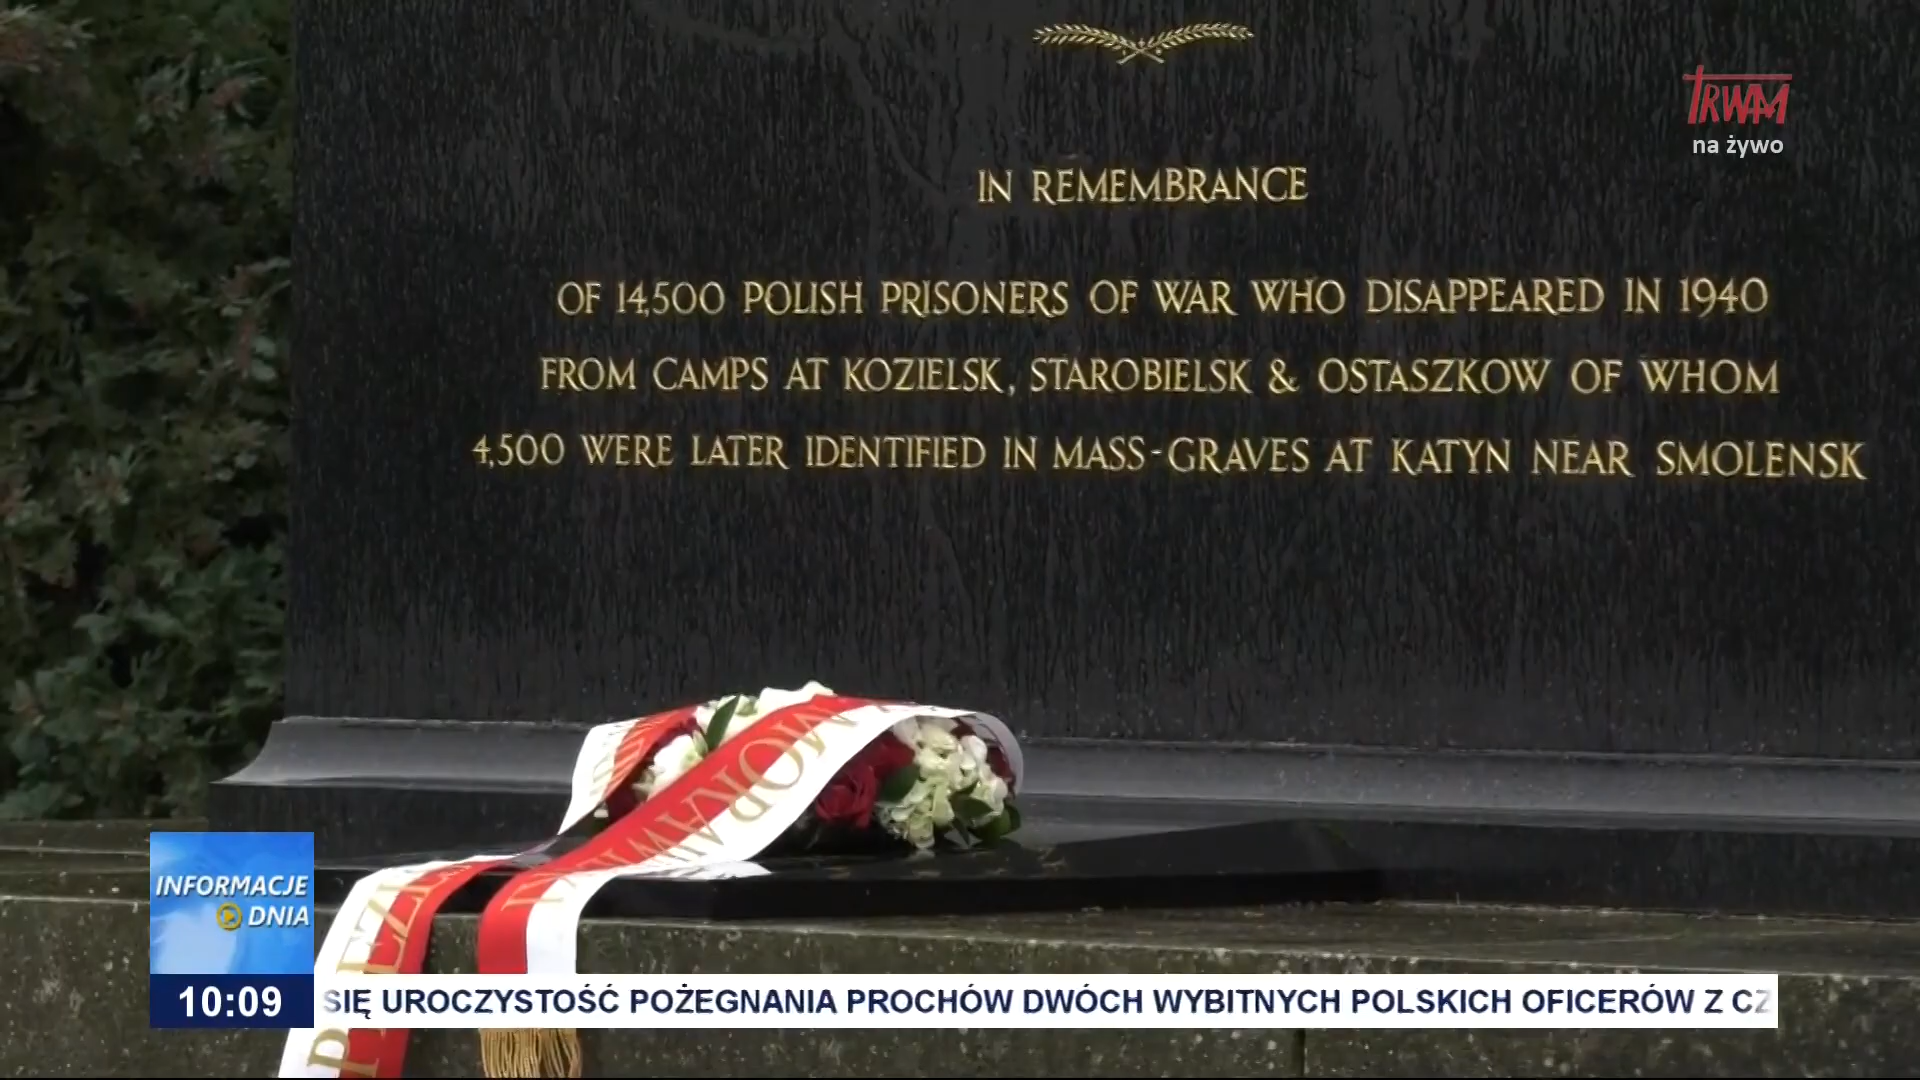 TRWAM
na żywo
IN REMEMBRANCE
OF 14,500 POLISH PRISONERS OF WAR WHO DISAPPEARED IN 1940
FROM CAMPS AT KOZIELSK, STAROBIELSK & OSTASZKOW OF WHOM
4,500 WERE LATER IDENTIFIED IN MASS-GRAVES AT KATYN NEAR SMOLENSK
MORAWIECKI
INFORMACJE
DNIA
10:09
SIĘ UROCZYSTOŚĆ POŻEGNANIA PROCHÓW DWÓCH WYBITNYCH POLSKICH OFICERÓW Z CZ